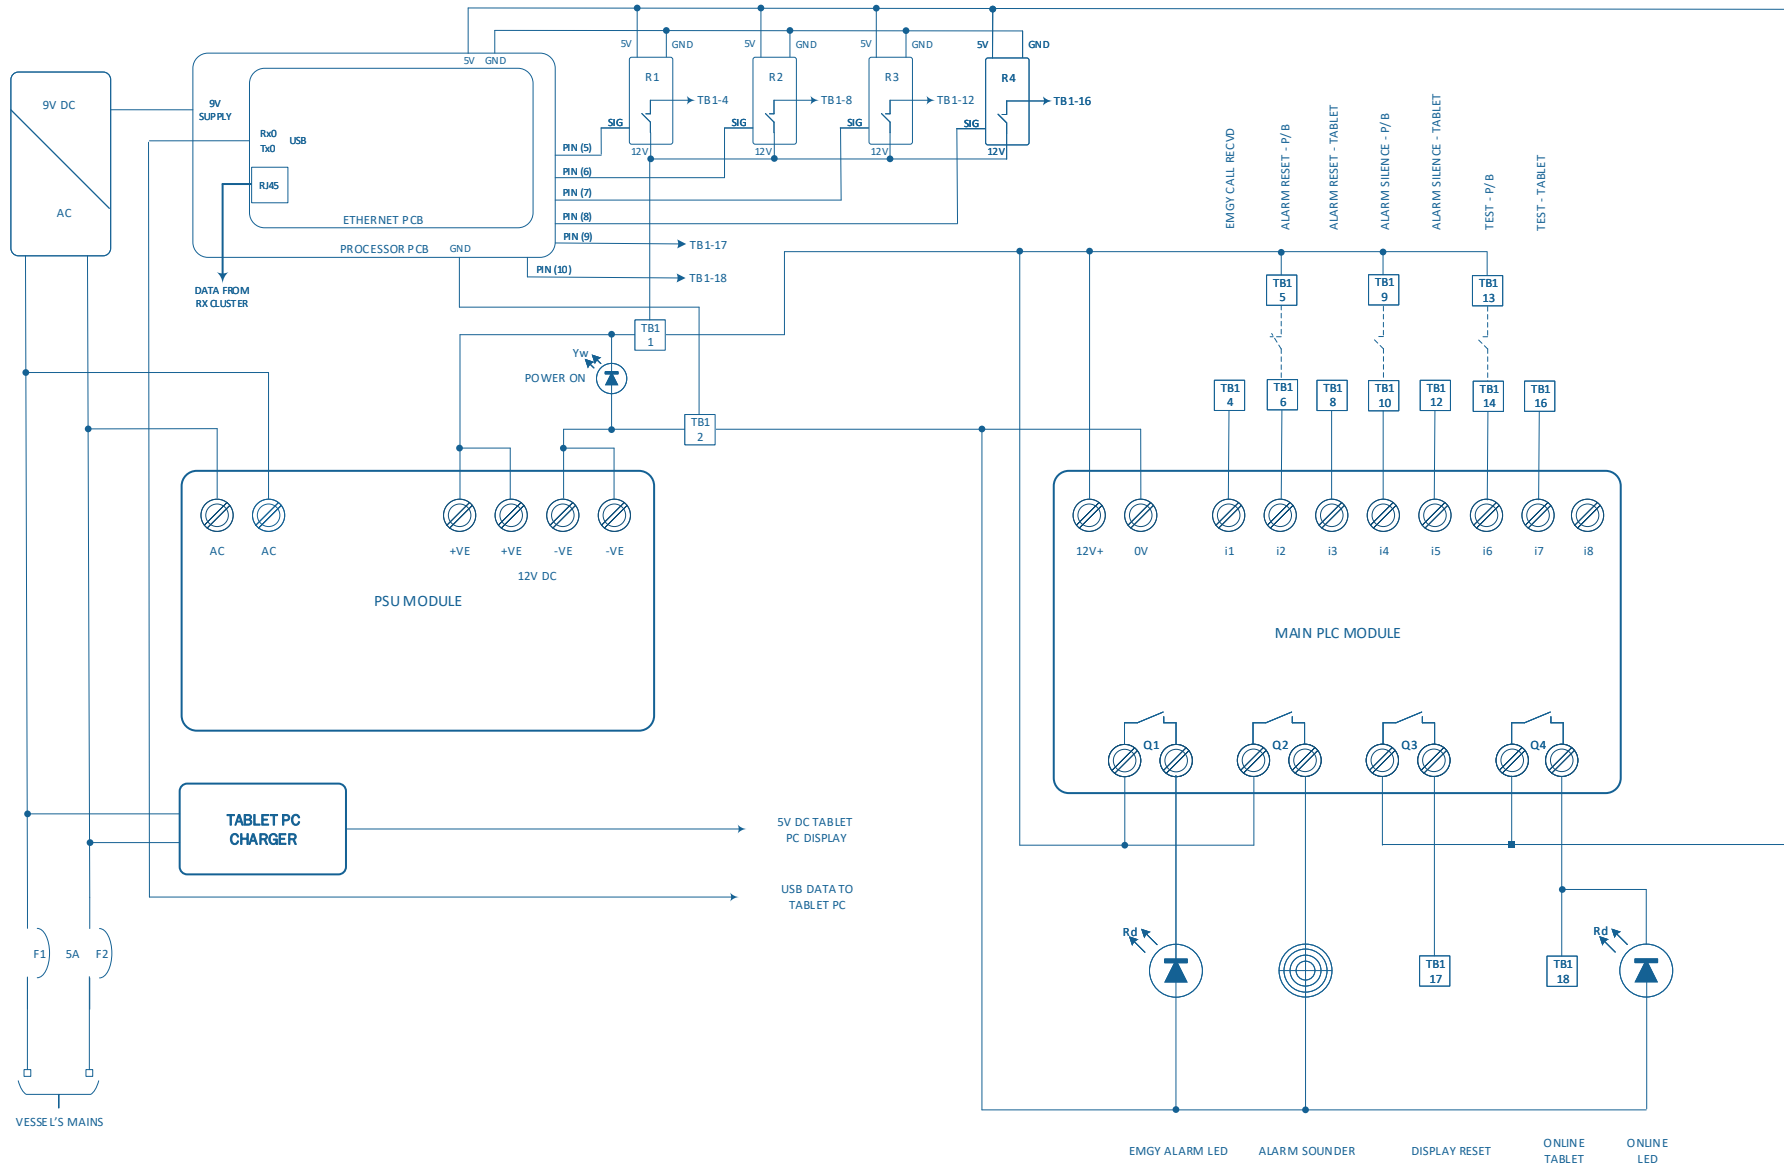 5V GND
5V GND
5V GND
5V GND
5V GND
9V DC
AC
9V
SUPPLY
Rx0
Tx0
USB
RJ45
ETHERNET PCB
PROCESSOR PCB
GND
DATA FROM
RX CLUSTER
R1
TB1-4
SIG
12V
R2
TB1-8
SIG
12V
R3
TB1-12
SIG
12V
R4
TB1-16
SIG
12V
PIN (5)
PIN (6)
PIN (7)
PIN (8)
PIN (9)
TB1-17
PIN (10)
TB1-18
EMGY CALL RECVD
ALARM RESET - P/B
ALARM RESET - TABLET
ALARM SILENCE - P/B
ALARM SILENCE - TABLET
TEST - P/B
TEST - TABLET
TB1
5
TB1
9
TB1
13
TB1
1
Yw
POWER ON
TB1
2
TB1
4
TB1
6
TB1
8
TB1
10
TB1
12
TB1
14
TB1
16
AC AC +VE +VE -VE -VE
12V DC
PSU MODULE
12V+ 0V i1 i2 i3 i4 i5 i6 i7 i8
MAIN PLC MODULE
Q1 Q2 Q3 Q4
TABLET PC
CHARGER
5V DC TABLET
PC DISPLAY
USB DATA TO
TABLET PC
F1 5A F2
Rd
TB1
17
TB1
18
Rd
VESSEL'S MAINS
EMGY ALARM LED
ALARM SOUNDER
DISPLAY RESET
ONLINE
TABLET
ONLINE
LED